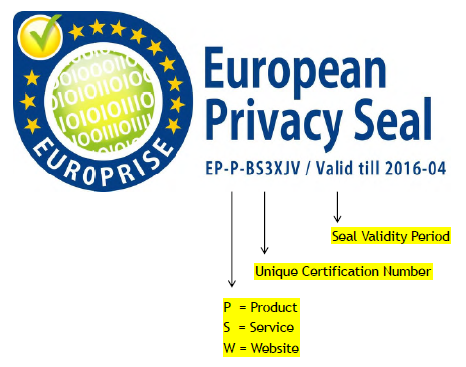 European
Privacy Seal
EUROPRISE
EP-P-BS3XJV / Valid till 2016-04
Seal Validity Period
Unique Certification Number
P = Product
S = Service
W = Website